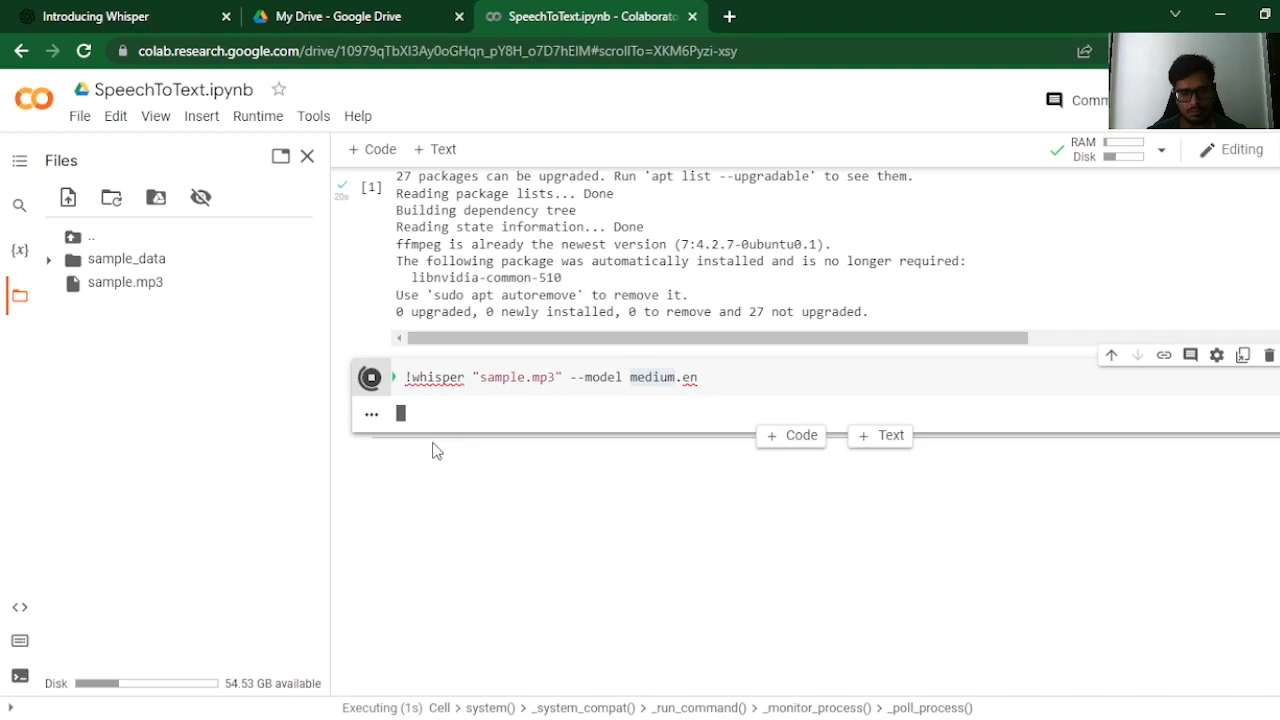 Introducing Whisper
My Drive - Google Drive
SpeechToText.ipynb - Colaborato
colab.research.google.com/drive/10979qTbXI3Ay0oGHqn_pY8H_o7D7hEIM#scrollTo=XKM6Pyzi-xsy
SpeechToText.ipynb
Comm
File Edit View Insert Runtime Tools Help
Files
+ Code + Text
RAM
Disk
Editing
..
sample_data
sample.mp3
[1]
20s
27 packages can be upgraded. Run 'apt list --upgradable' to see them.
Reading package lists... Done
Building dependency tree
Reading state information... Done
ffmpeg is already the newest version (7:4.2.7-0ubuntu0.1).
The following package was automatically installed and is no longer required:
libnvidia-common-510
Use 'sudo apt autoremove' to remove it.
0 upgraded, 0 newly installed, 0 to remove and 27 not upgraded.
!whisper "sample.mp3" --model medium.en
...
+ Code + Text
Disk 54.53 GB available
Executing (1s) Cell > system() > _system_compat() > _run_command() > _monitor_process() > _poll_process()